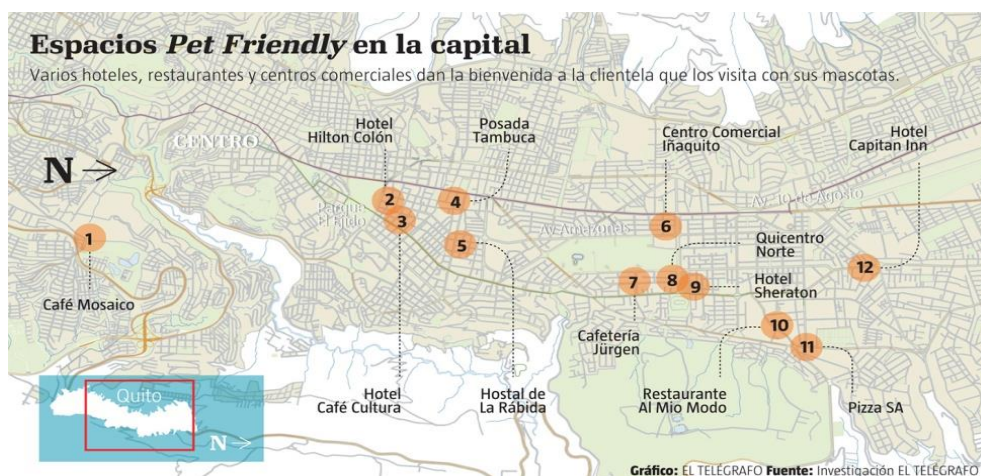 Espacios Pet Friendly en la capital
Varios hoteles, restaurantes y centros comerciales dan la bienvenida a la clientela que los visita con sus mascotas.
CENTRO
N
Parque
El Ejido
Av. Amazonas
Av. 10 de Agosto
1
Café Mosaico
2
Hotel
Hilton Colón
3
Hotel
Café Cultura
4
Posada
Tambuca
5
Hostal de
La Rábida
6
Centro Comercial
Iñaquito
7
Cafetería
Jürgen
8
Quicentro
Norte
9
Hotel
Sheraton
10
Restaurante
Al Mio Modo
11
Pizza SA
12
Hotel
Capitan Inn
Quito
N
Gráfico: EL TELÉGRAFO Fuente: Investigación EL TELÉGRAFO